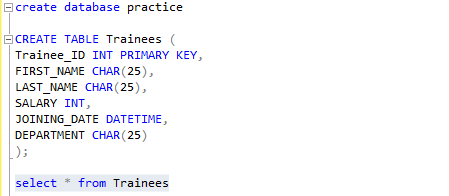 create database practice
CREATE TABLE Trainees (
Trainee_ID INT PRIMARY KEY,
FIRST_NAME CHAR(25),
LAST_NAME CHAR(25),
SALARY INT,
JOINING_DATE DATETIME,
DEPARTMENT CHAR(25)
);
select * from Trainees